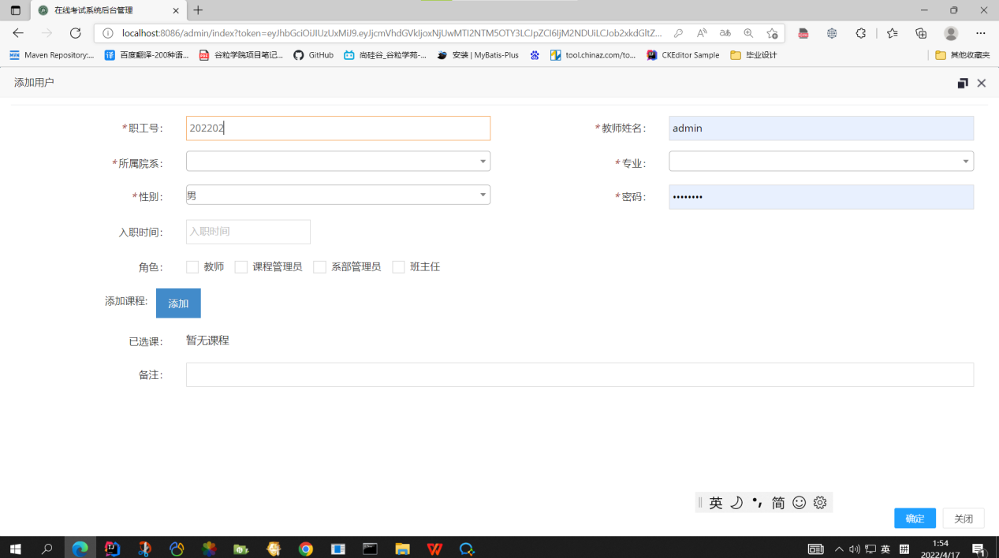 在线考试系统后台管理
localhost:8086/admin/index?token=eyJhbGciOiJIUzUxMiJ9.eyJjcmVhdGVkIjoxNjUwMTI2NTM5OTY3LCJpZCI6IjM2NDUiLCJob2xkdGltZ...
Maven Repository:...
百度翻译-200种语...
谷粒学院项目笔记...
GitHub
尚硅谷_谷粒学苑-...
安装 | MyBatis-Plus
tool.chinaz.com/to...
CKEditor Sample
毕业设计
其他收藏夹
添加用户
*职工号: 202202
*教师姓名: admin
*所属院系:
*专业:
*性别: 男
*密码: ••••••••
入职时间: 入职时间
角色: 教师 课程管理员 系部管理员 班主任
添加课程: 添加
已选课: 暂无课程
备注:
英 简
确定 关闭
英 拼
1:54
2022/4/17
1